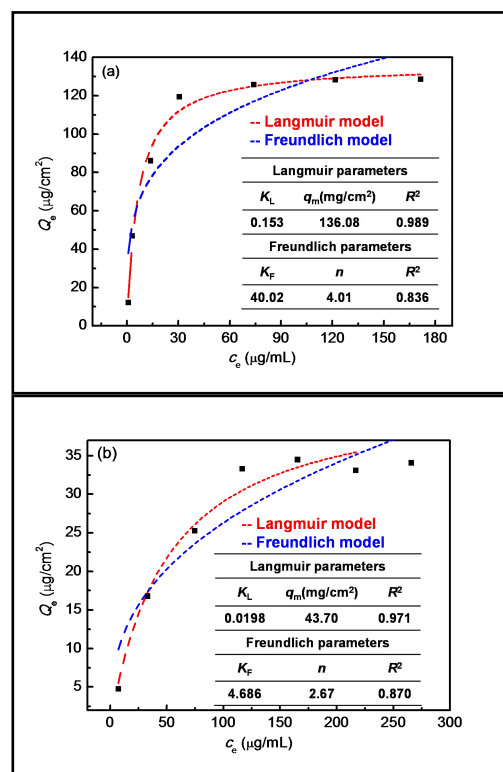 (a)
140
120
100
80
60
40
20
0
Qe (μg/cm²)
Langmuir model
Freundlich model
Langmuir parameters
KL qm(mg/cm²) R²
0.153 136.08 0.989
Freundlich parameters
KF n R²
40.02 4.01 0.836
0 30 60 90 120 150 180
ce (μg/mL)
(b)
35
30
25
20
15
10
5
Qe (μg/cm²)
Langmuir model
Freundlich model
Langmuir parameters
KL qm(mg/cm²) R²
0.0198 43.70 0.971
Freundlich parameters
KF n R²
4.686 2.67 0.870
0 50 100 150 200 250 300
ce (μg/mL)